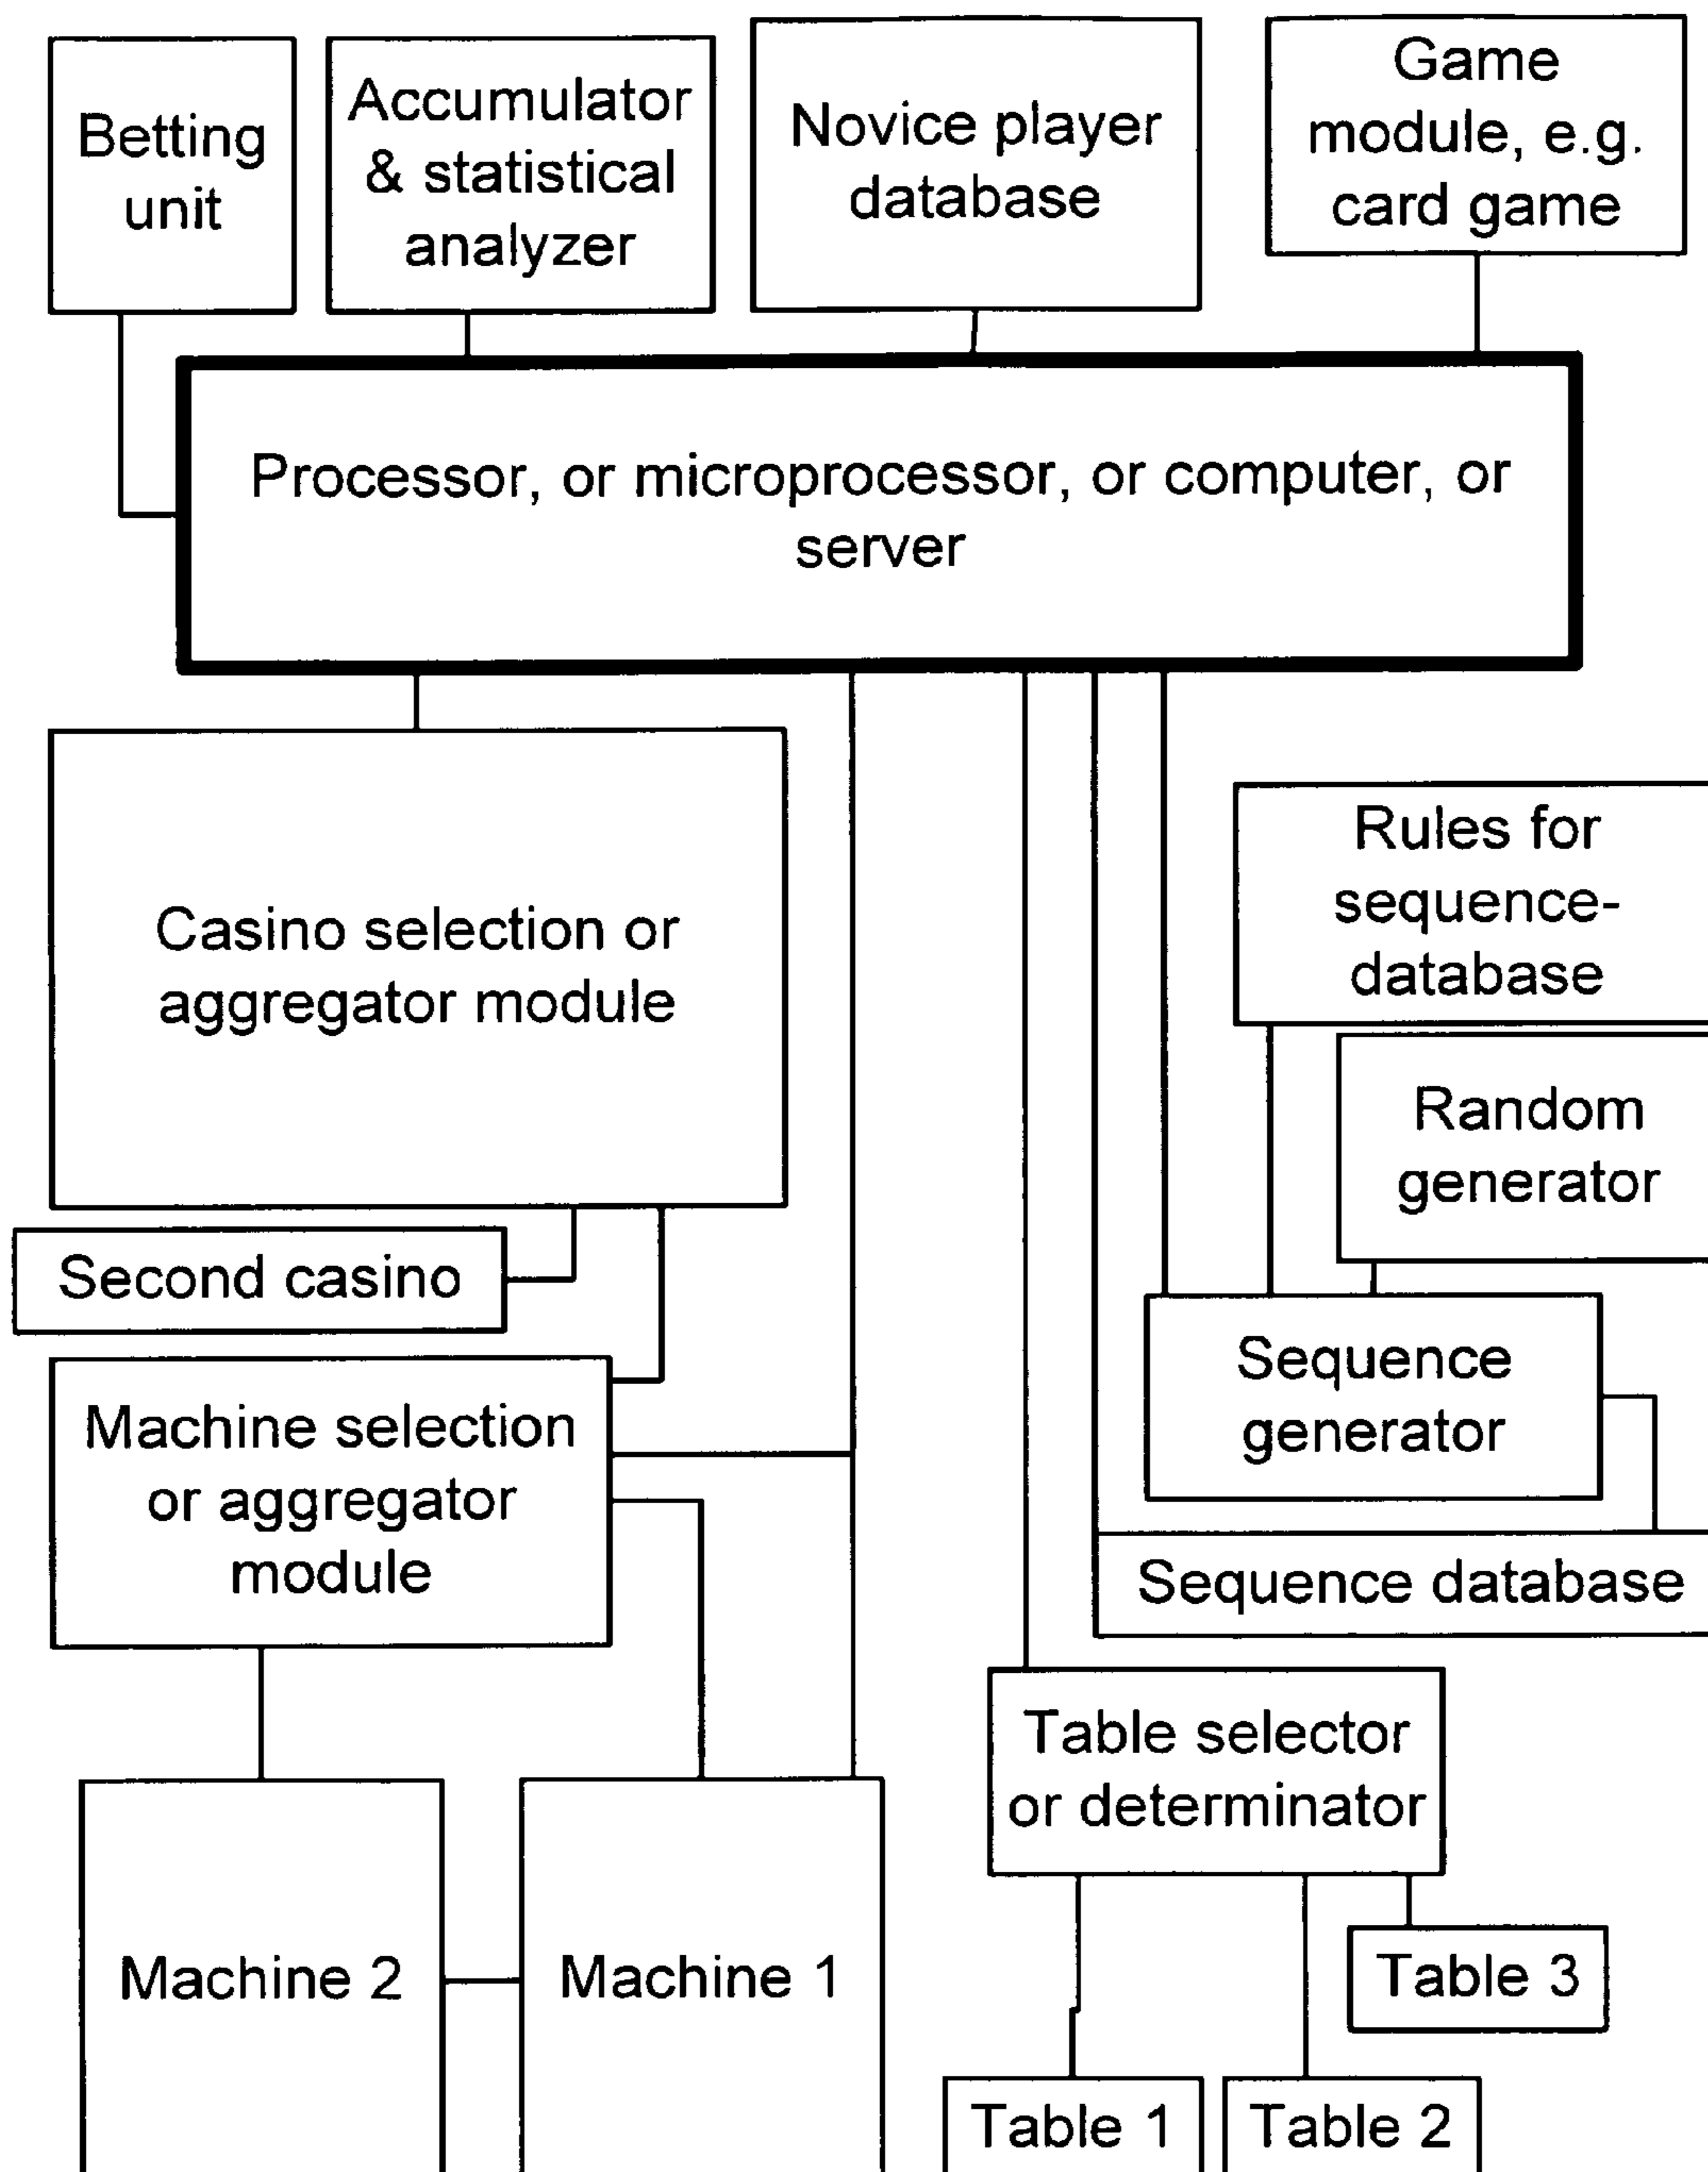 Betting
unit
Accumulator
& statistical
analyzer
Novice player
database
Game
module, e.g.
card game
Processor, or microprocessor, or computer, or
server
Casino selection or
aggregator module
Rules for
sequence-
database
Random
generator
Second casino
Sequence
generator
Machine selection
or aggregator
module
Sequence database
Table selector
or determinator
Machine 2
Machine 1
Table 3
Table 1
Table 2